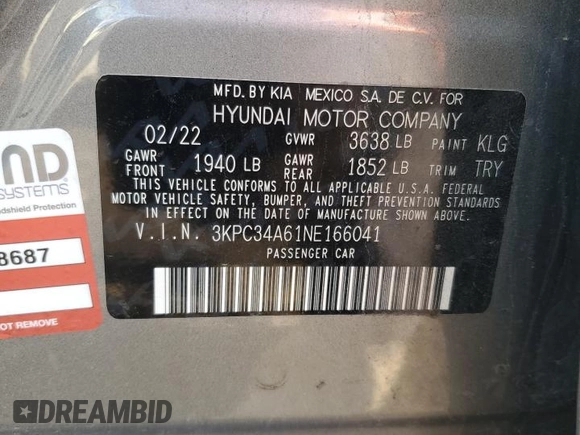 MFD.BY KIA MEXICO S.A. DE C.V. FOR
HYUNDAI MOTOR COMPANY
02/22 GVWR 3638 LB PAINT KLG
GAWR FRONT 1940 LB GAWR REAR 1852 LB TRIM TRY
THIS VEHICLE CONFORMS TO ALL APPLICABLE U.S.A. FEDERAL
MOTOR VEHICLE SAFETY, BUMPER, AND THEFT PREVENTION STANDARDS
IN EFFECT ON THE DATE OF MANUFACTURE SHOWN ABOVE.
V.I.N. 3KPC34A61NE166041
PASSENGER CAR
SYSTEMS
Windshield Protection
8687
NOT REMOVE
DREAMBID